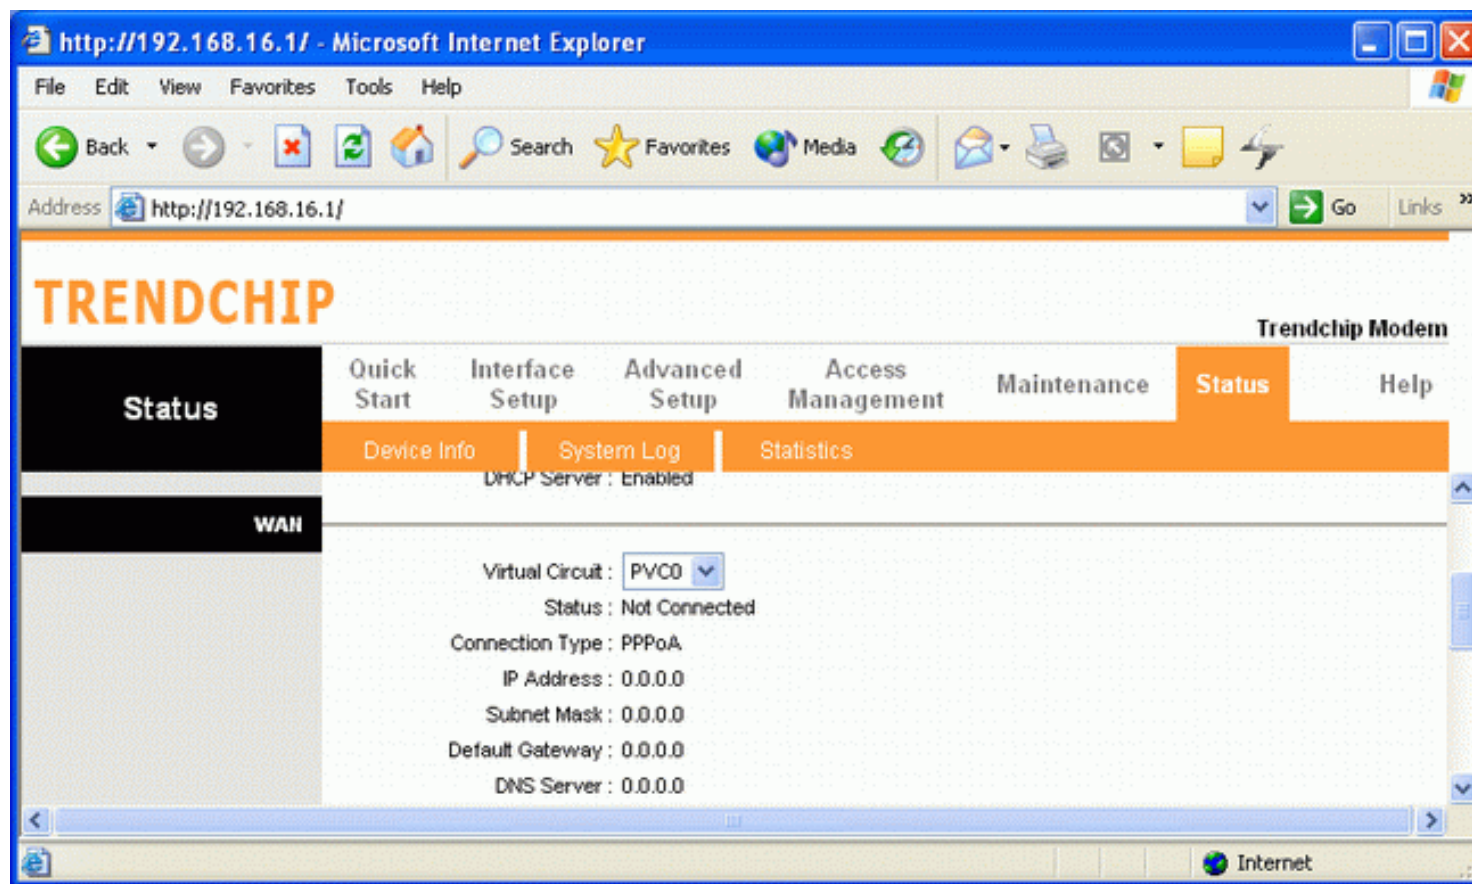 http://192.168.16.1/ - Microsoft Internet Explorer
File Edit View Favorites Tools Help
Back Search Favorites Media
Address http://192.168.16.1/ Go Links »
TRENDCHIP
Trendchip Modem
Status
Quick Start Interface Setup Advanced Setup Access Management Maintenance Status Help
Device Info System Log Statistics
DHCP Server : Enabled
WAN
Virtual Circuit : PVC0
Status : Not Connected
Connection Type : PPPoA
IP Address : 0.0.0.0
Subnet Mask : 0.0.0.0
Default Gateway : 0.0.0.0
DNS Server : 0.0.0.0
Internet